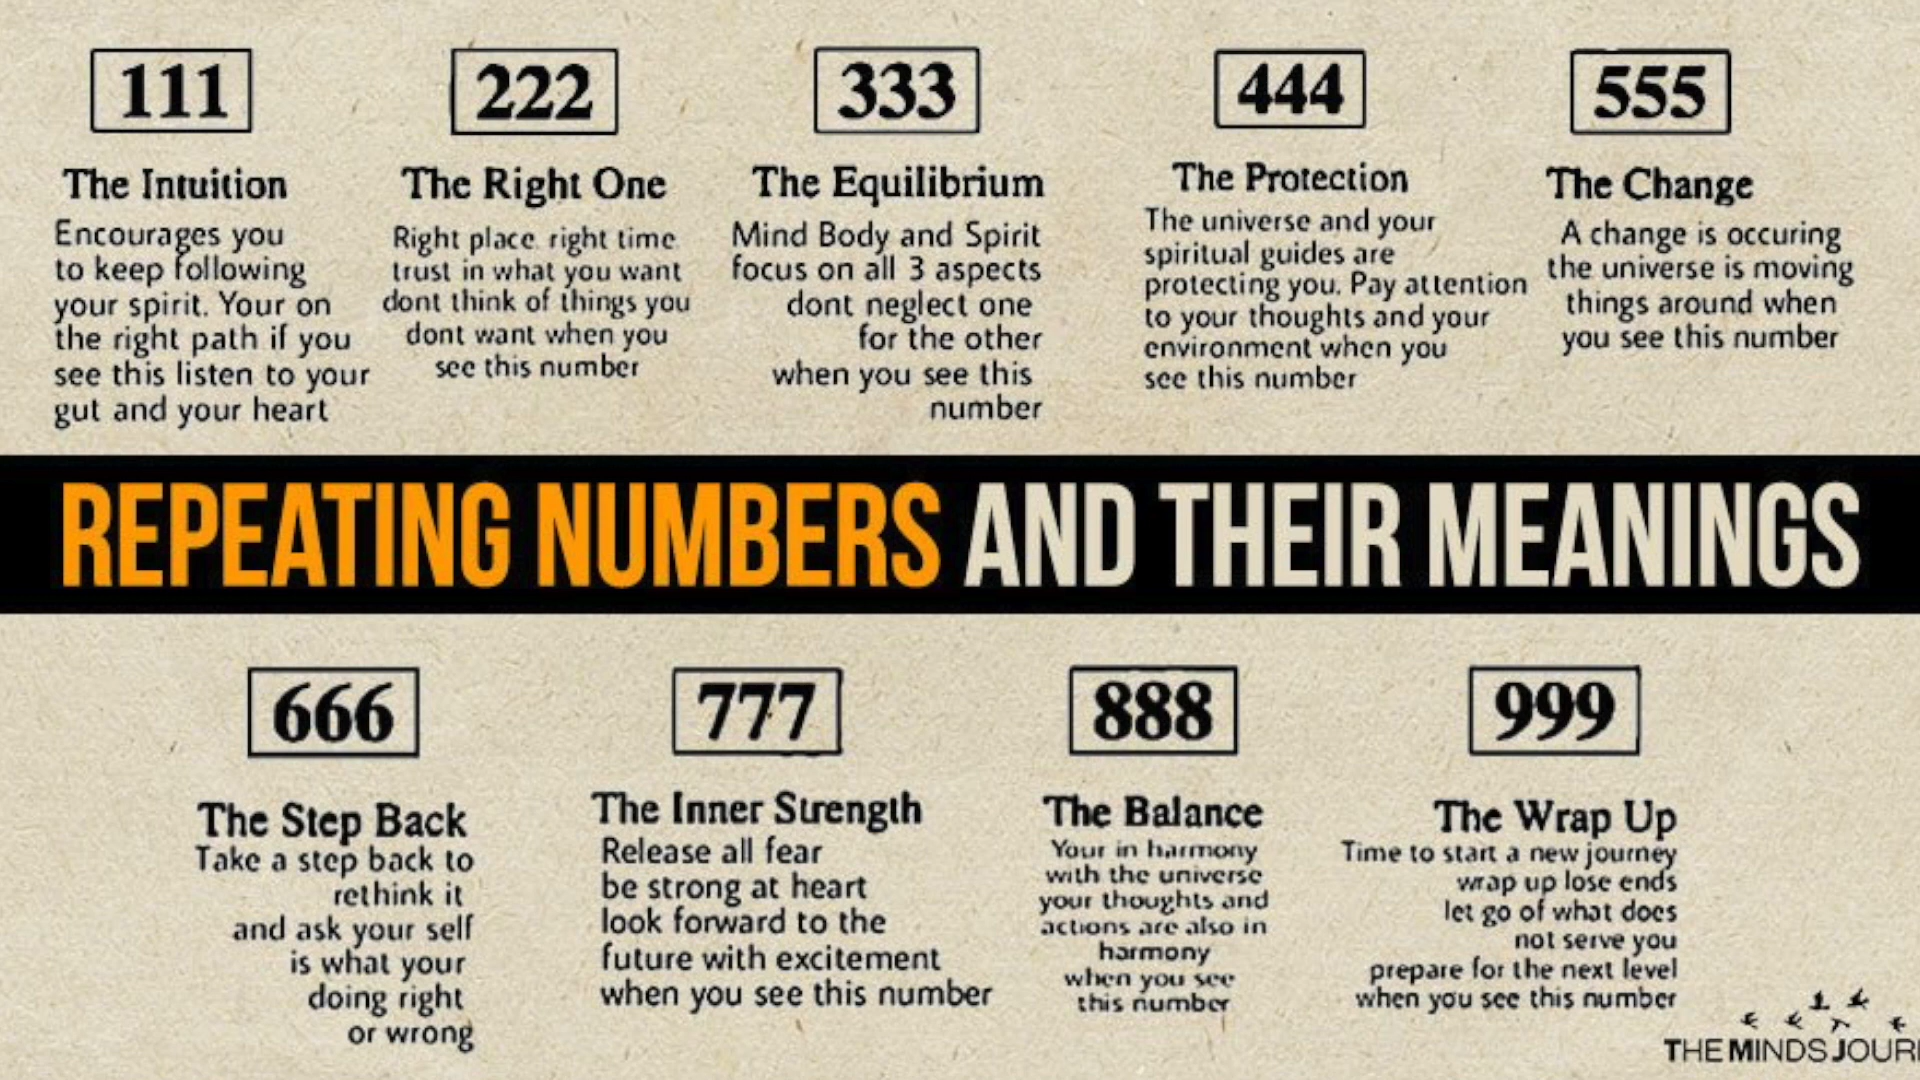 111
The Intuition
Encourages you
to keep following
your spirit. Your on
the right path if you
see this listen to your
gut and your heart
222
The Right One
Right place right time
trust in what you want
dont think of things you
dont want when you
see this number
333
The Equilibrium
Mind Body and Spirit
focus on all 3 aspects
dont neglect one
for the other
when you see this
number
444
The Protection
The universe and your
spiritual guides are
protecting you. Pay attention
to your thoughts and your
environment when you
see this number
555
The Change
A change is occuring
the universe is moving
things around when
you see this number
REPEATING NUMBERS AND THEIR MEANINGS
666
The Step Back
Take a step back to
rethink it
and ask your self
is what your
doing right
or wrong
777
The Inner Strength
Release all fear
be strong at heart
look forward to the
future with excitement
when you see this number
888
The Balance
Your in harmony
with the universe
your thoughts and
actions are also in
harmony
when you see
this number
999
The Wrap Up
Time to start a new journey
wrap up lose ends
let go of what does
not serve you
prepare for the next level
when you see this number
THE MINDS JOUR